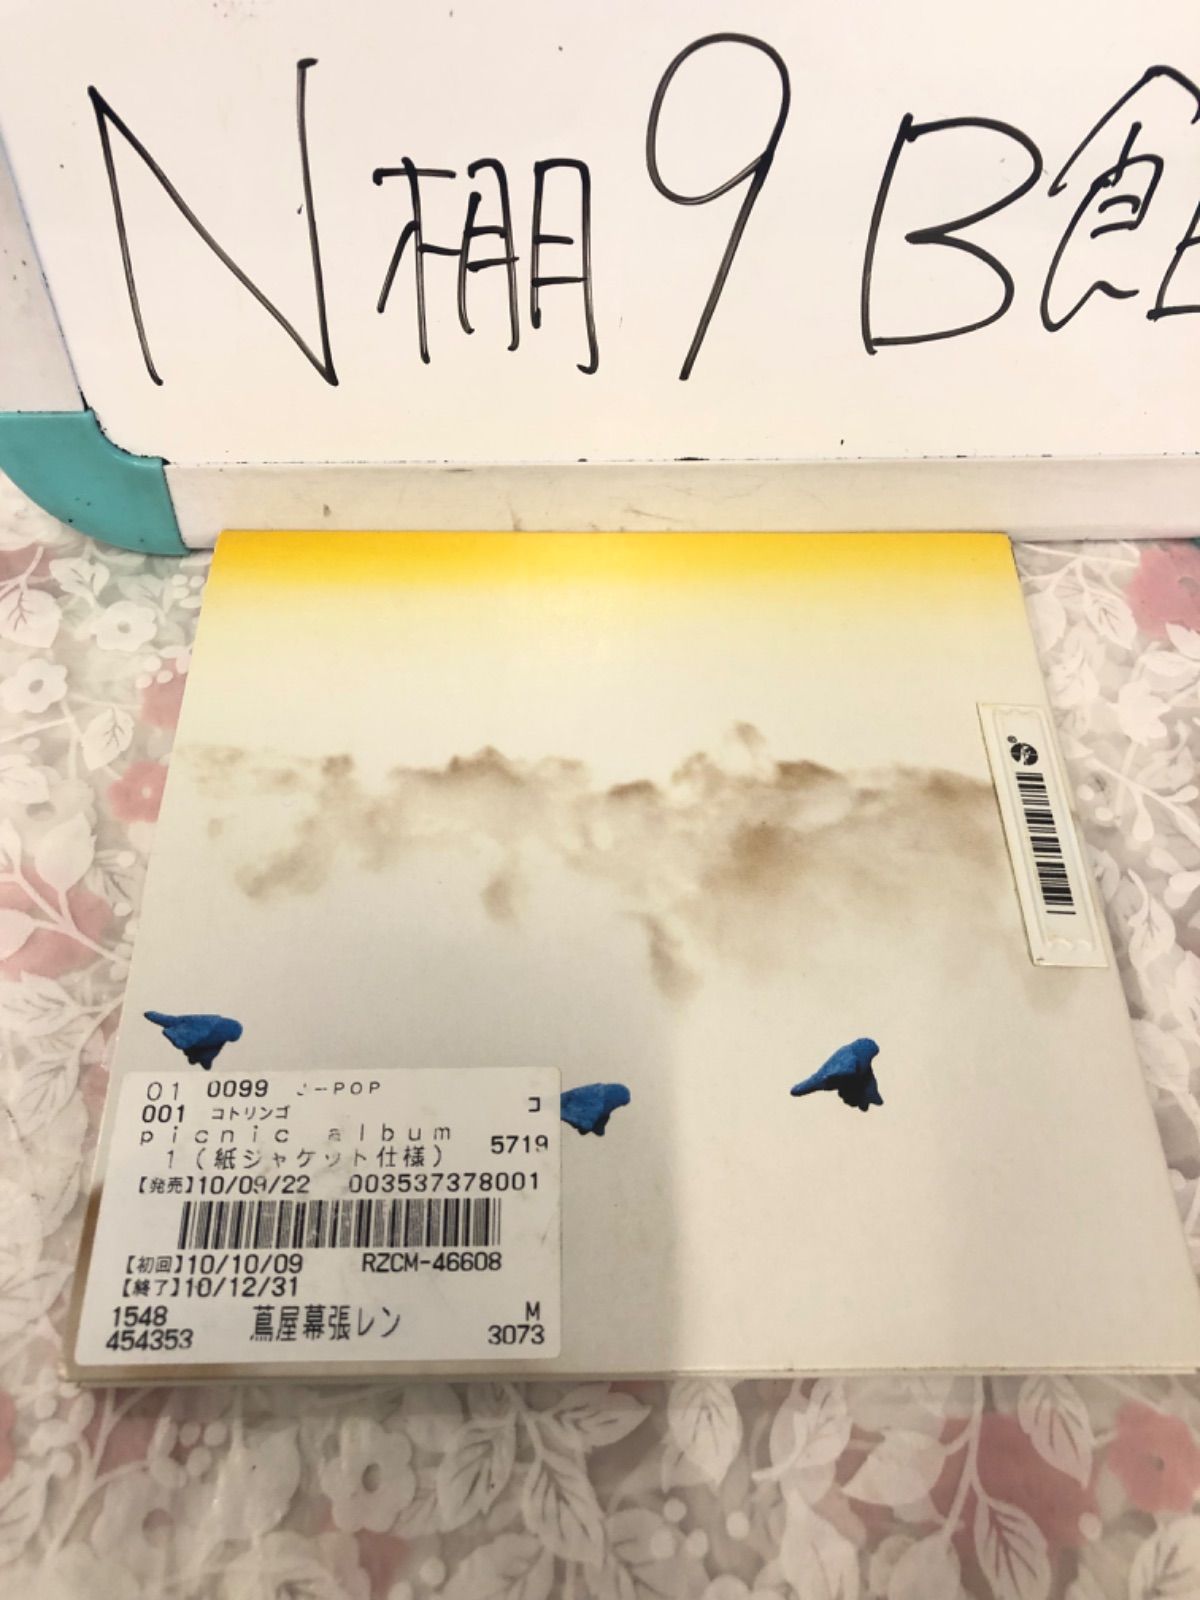 N棚9 B館
01 0099 J-POP
001 コトリンゴ コ
picnic album 5719
1(紙ジャケット仕様)
【発売】10/09/22 003537378001
【初回】10/10/09 RZCM-46608
【終了】10/12/31
1548 蔦屋幕張レン M
454353 3073